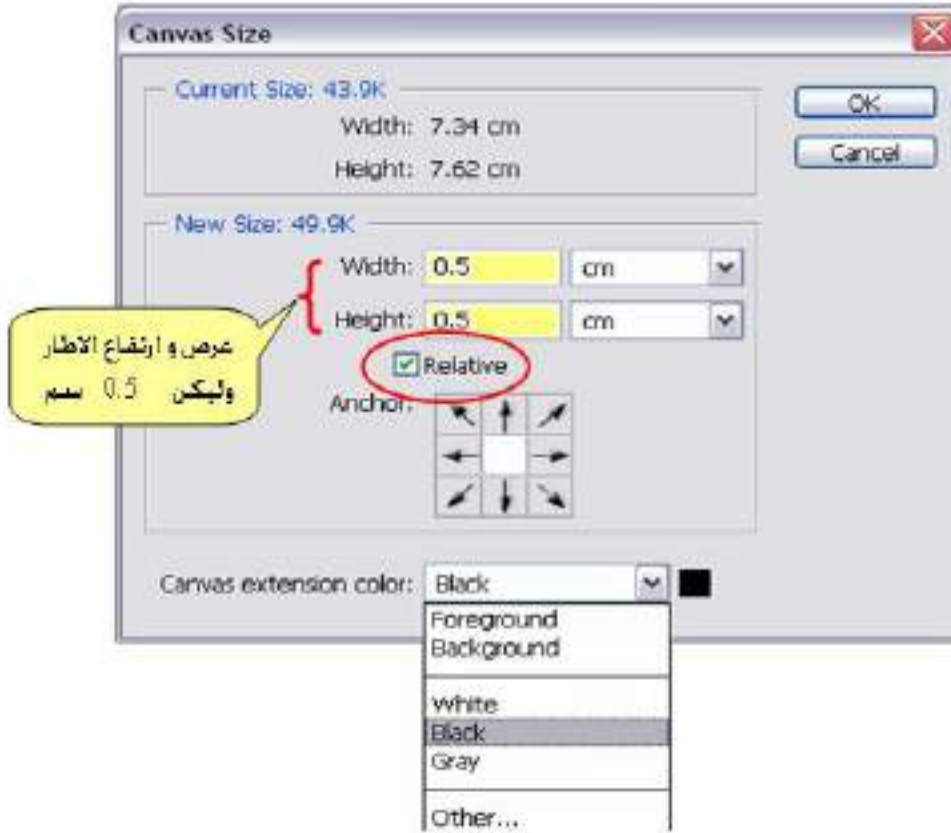 Canvas Size
Current Size: 43.9K
OK
Width: 7.34 cm
Height: 7.62 cm
Cancel
New Size: 49.9K
Width: 0.5 cm
Height: 0.5 cm
عرض و ارتفاع الاطار
وليكن 0.5 سم
Relative
Anchor:
Canvas extension color: Black
Foreground
Background
White
Black
Gray
Other...